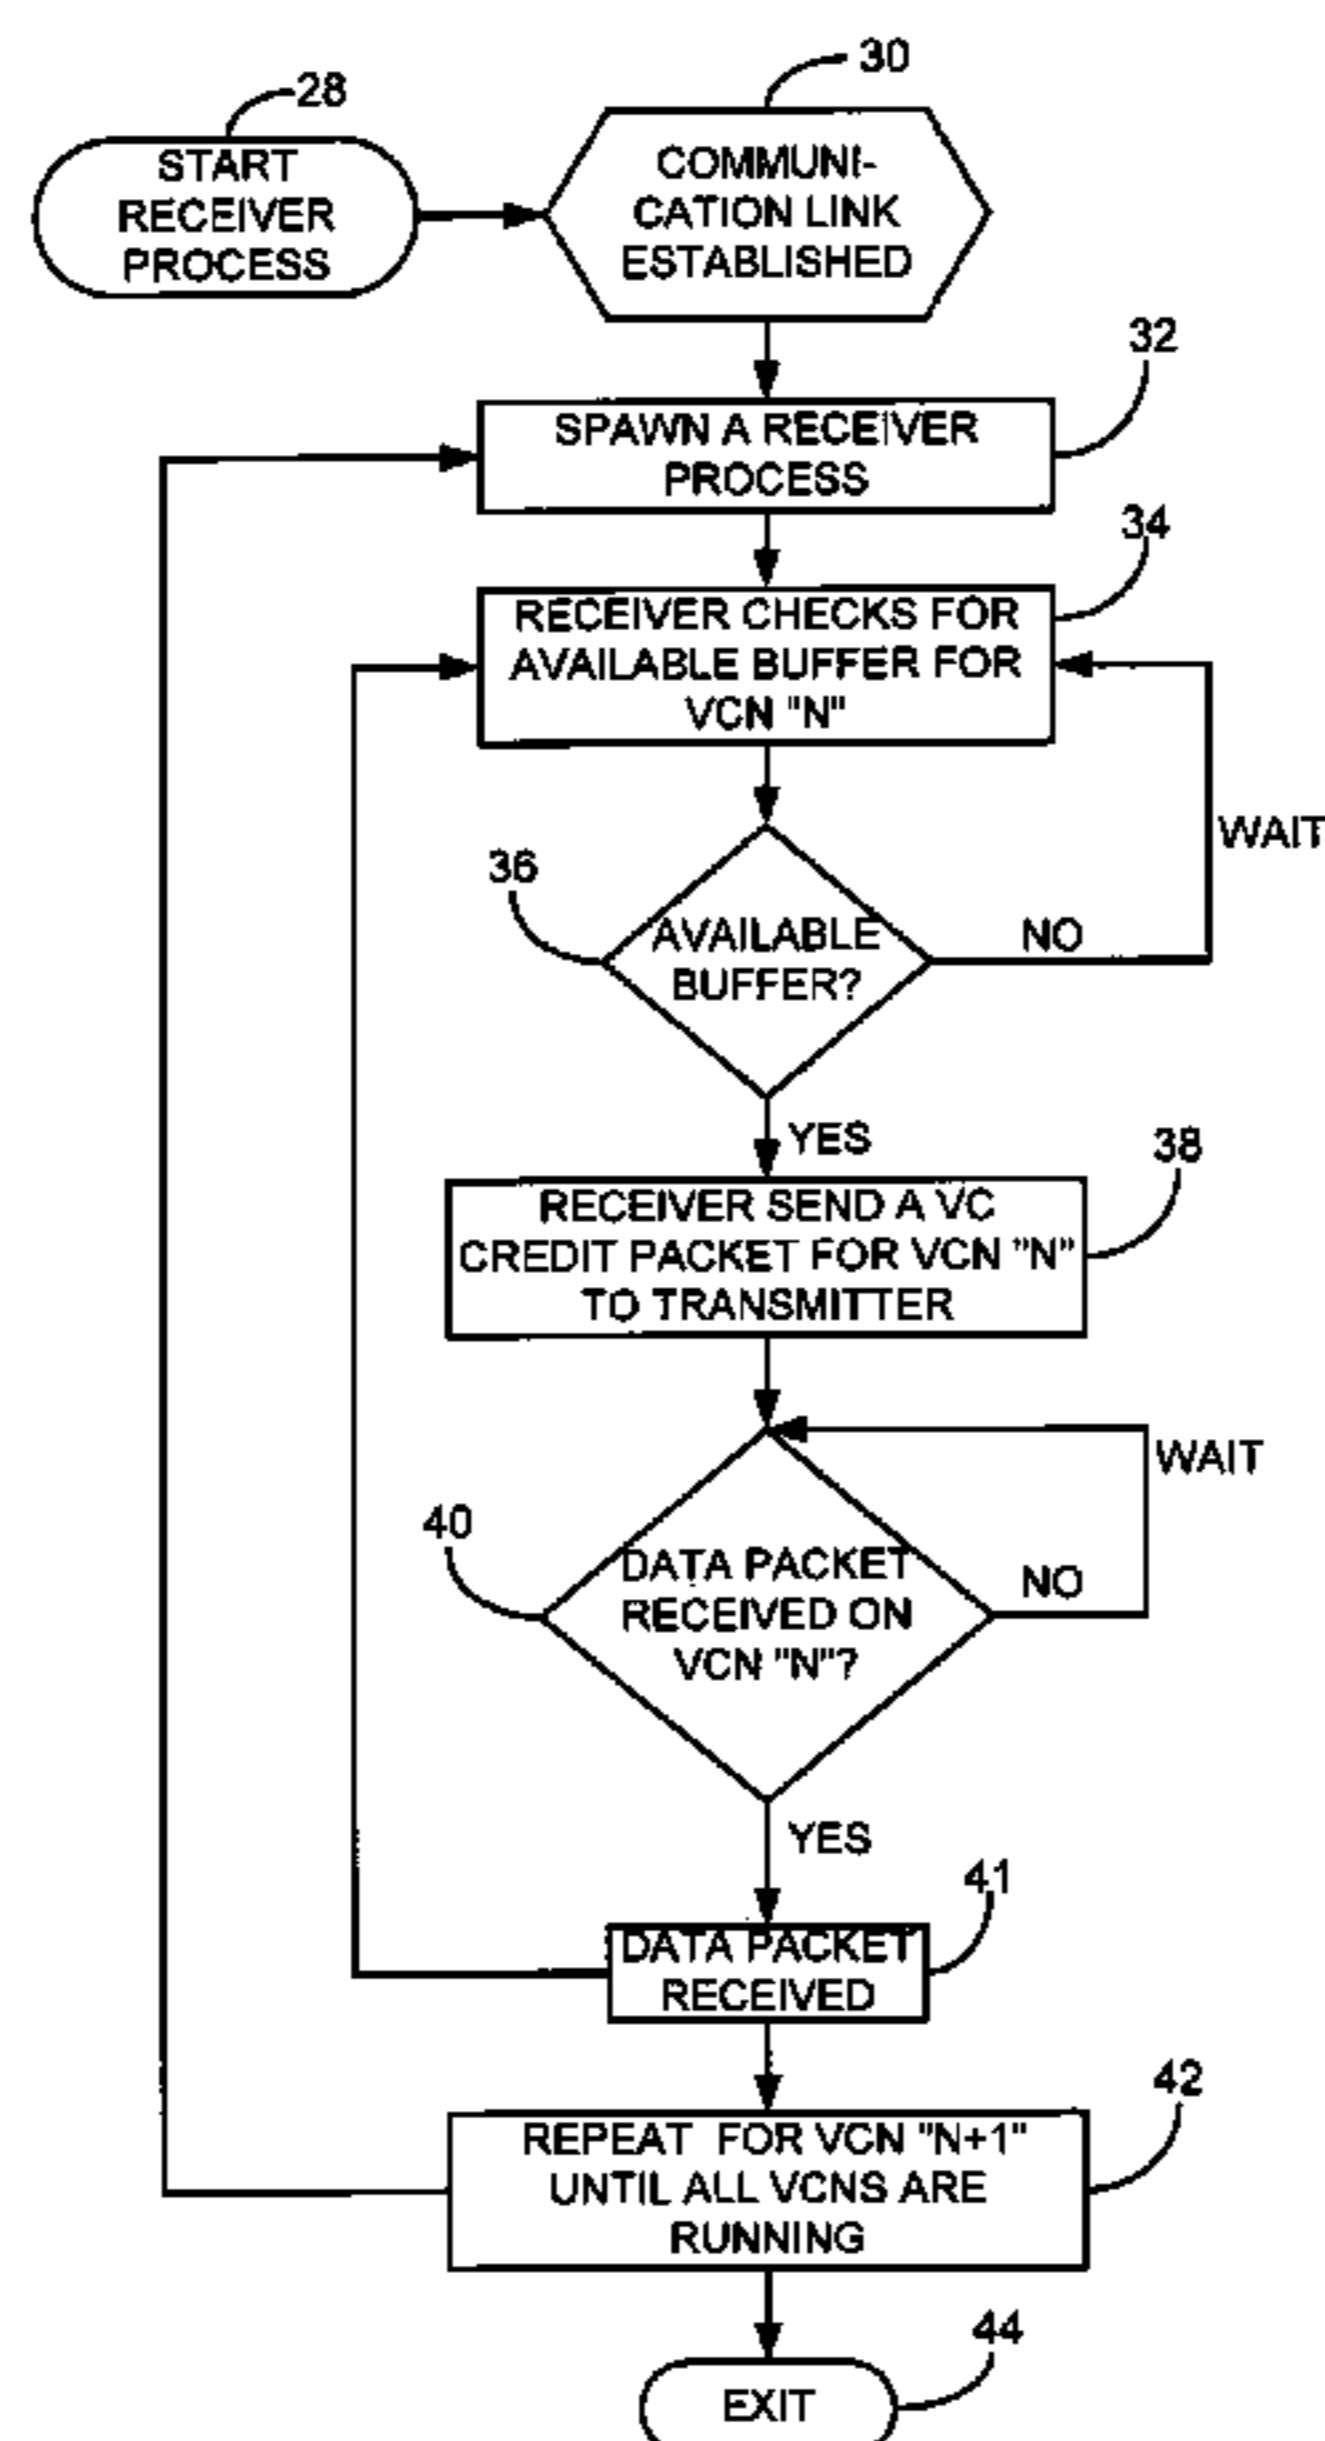 30
28
START
RECEIVER
PROCESS
COMMUNI-
CATION LINK
ESTABLISHED
32
SPAWN A RECEIVER
PROCESS
34
RECEIVER CHECKS FOR
AVAILABLE BUFFER FOR
VCN "N"
WAIT
36
AVAILABLE
BUFFER?
NO
YES
38
RECEIVER SEND A VC
CREDIT PACKET FOR VCN "N"
TO TRANSMITTER
WAIT
40
DATA PACKET
RECEIVED ON
VCN "N"?
NO
YES
41
DATA PACKET
RECEIVED
42
REPEAT FOR VCN "N+1"
UNTIL ALL VCNS ARE
RUNNING
44
EXIT